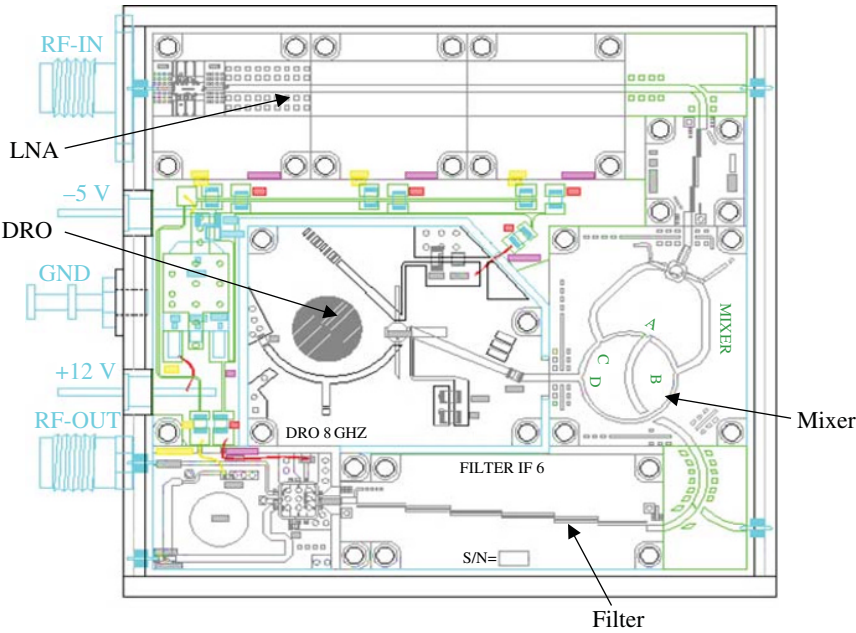 RF-IN
LNA
–5 V
DRO
GND
+12 V
RF-OUT
DRO 8 GHZ
MIXER
A
C
B
D
Mixer
FILTER IF 6
S/N=
Filter